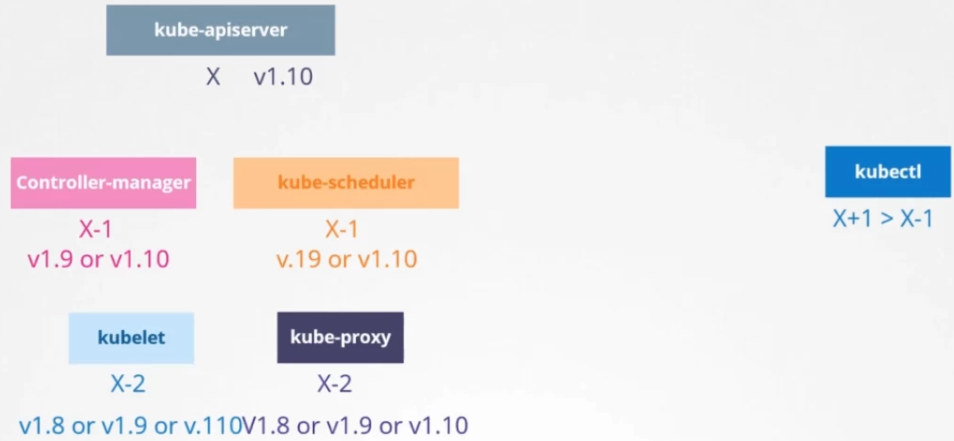 kube-apiserver
X v1.10
Controller-manager
kube-scheduler
kubectl
X-1
X-1
X+1 > X-1
v1.9 or v1.10
v.19 or v1.10
kubelet
kube-proxy
X-2
X-2
v1.8 or v1.9 or v.110
V1.8 or v1.9 or v1.10